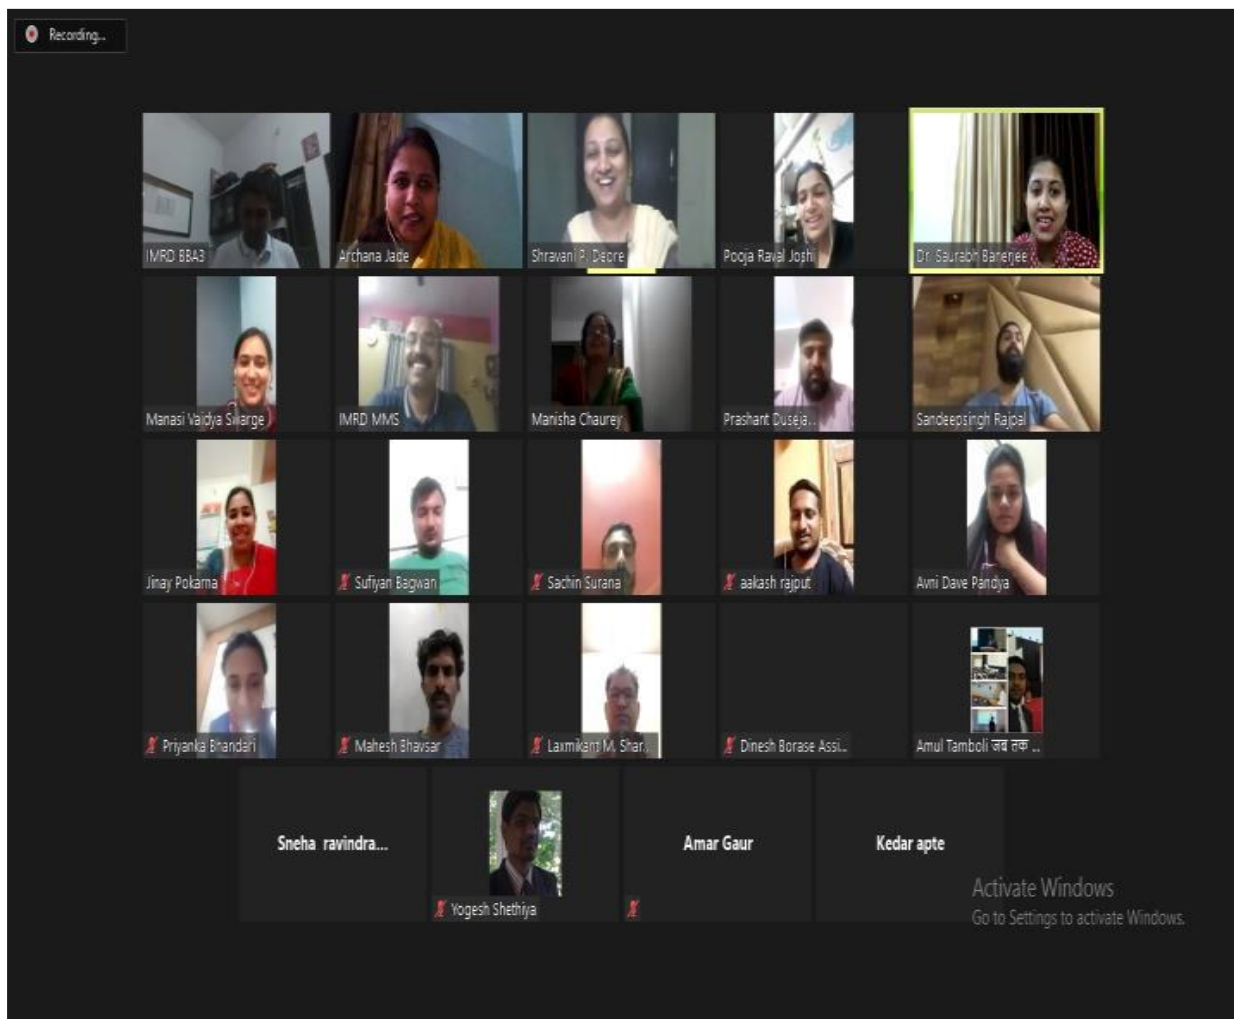 Recording...
IMRD BBA3
Archana Jade
Shravani P. Deore
Pooja Raval Joshi
Dr. Saurabh Banerjee
Manasi Vaidya Swarge
IMRD MMS
Manisha Chaurey
Prashant Duseja...
Sandeepsingh Rajpal
Jinay Pokarna
Sufiyan Bagwan
Sachin Surana
aakash rajput
Avni Dave Pandya
Priyanka Bhandari
Mahesh Bhavsar
Laxmikant M. Shar..
Dinesh Borase Assi...
Amul Tamboli जब तक ...
Sneha ravindra...
Yogesh Shethiya
Amar Gaur
Kedar apte
Activate Windows
Go to Settings to activate Windows.